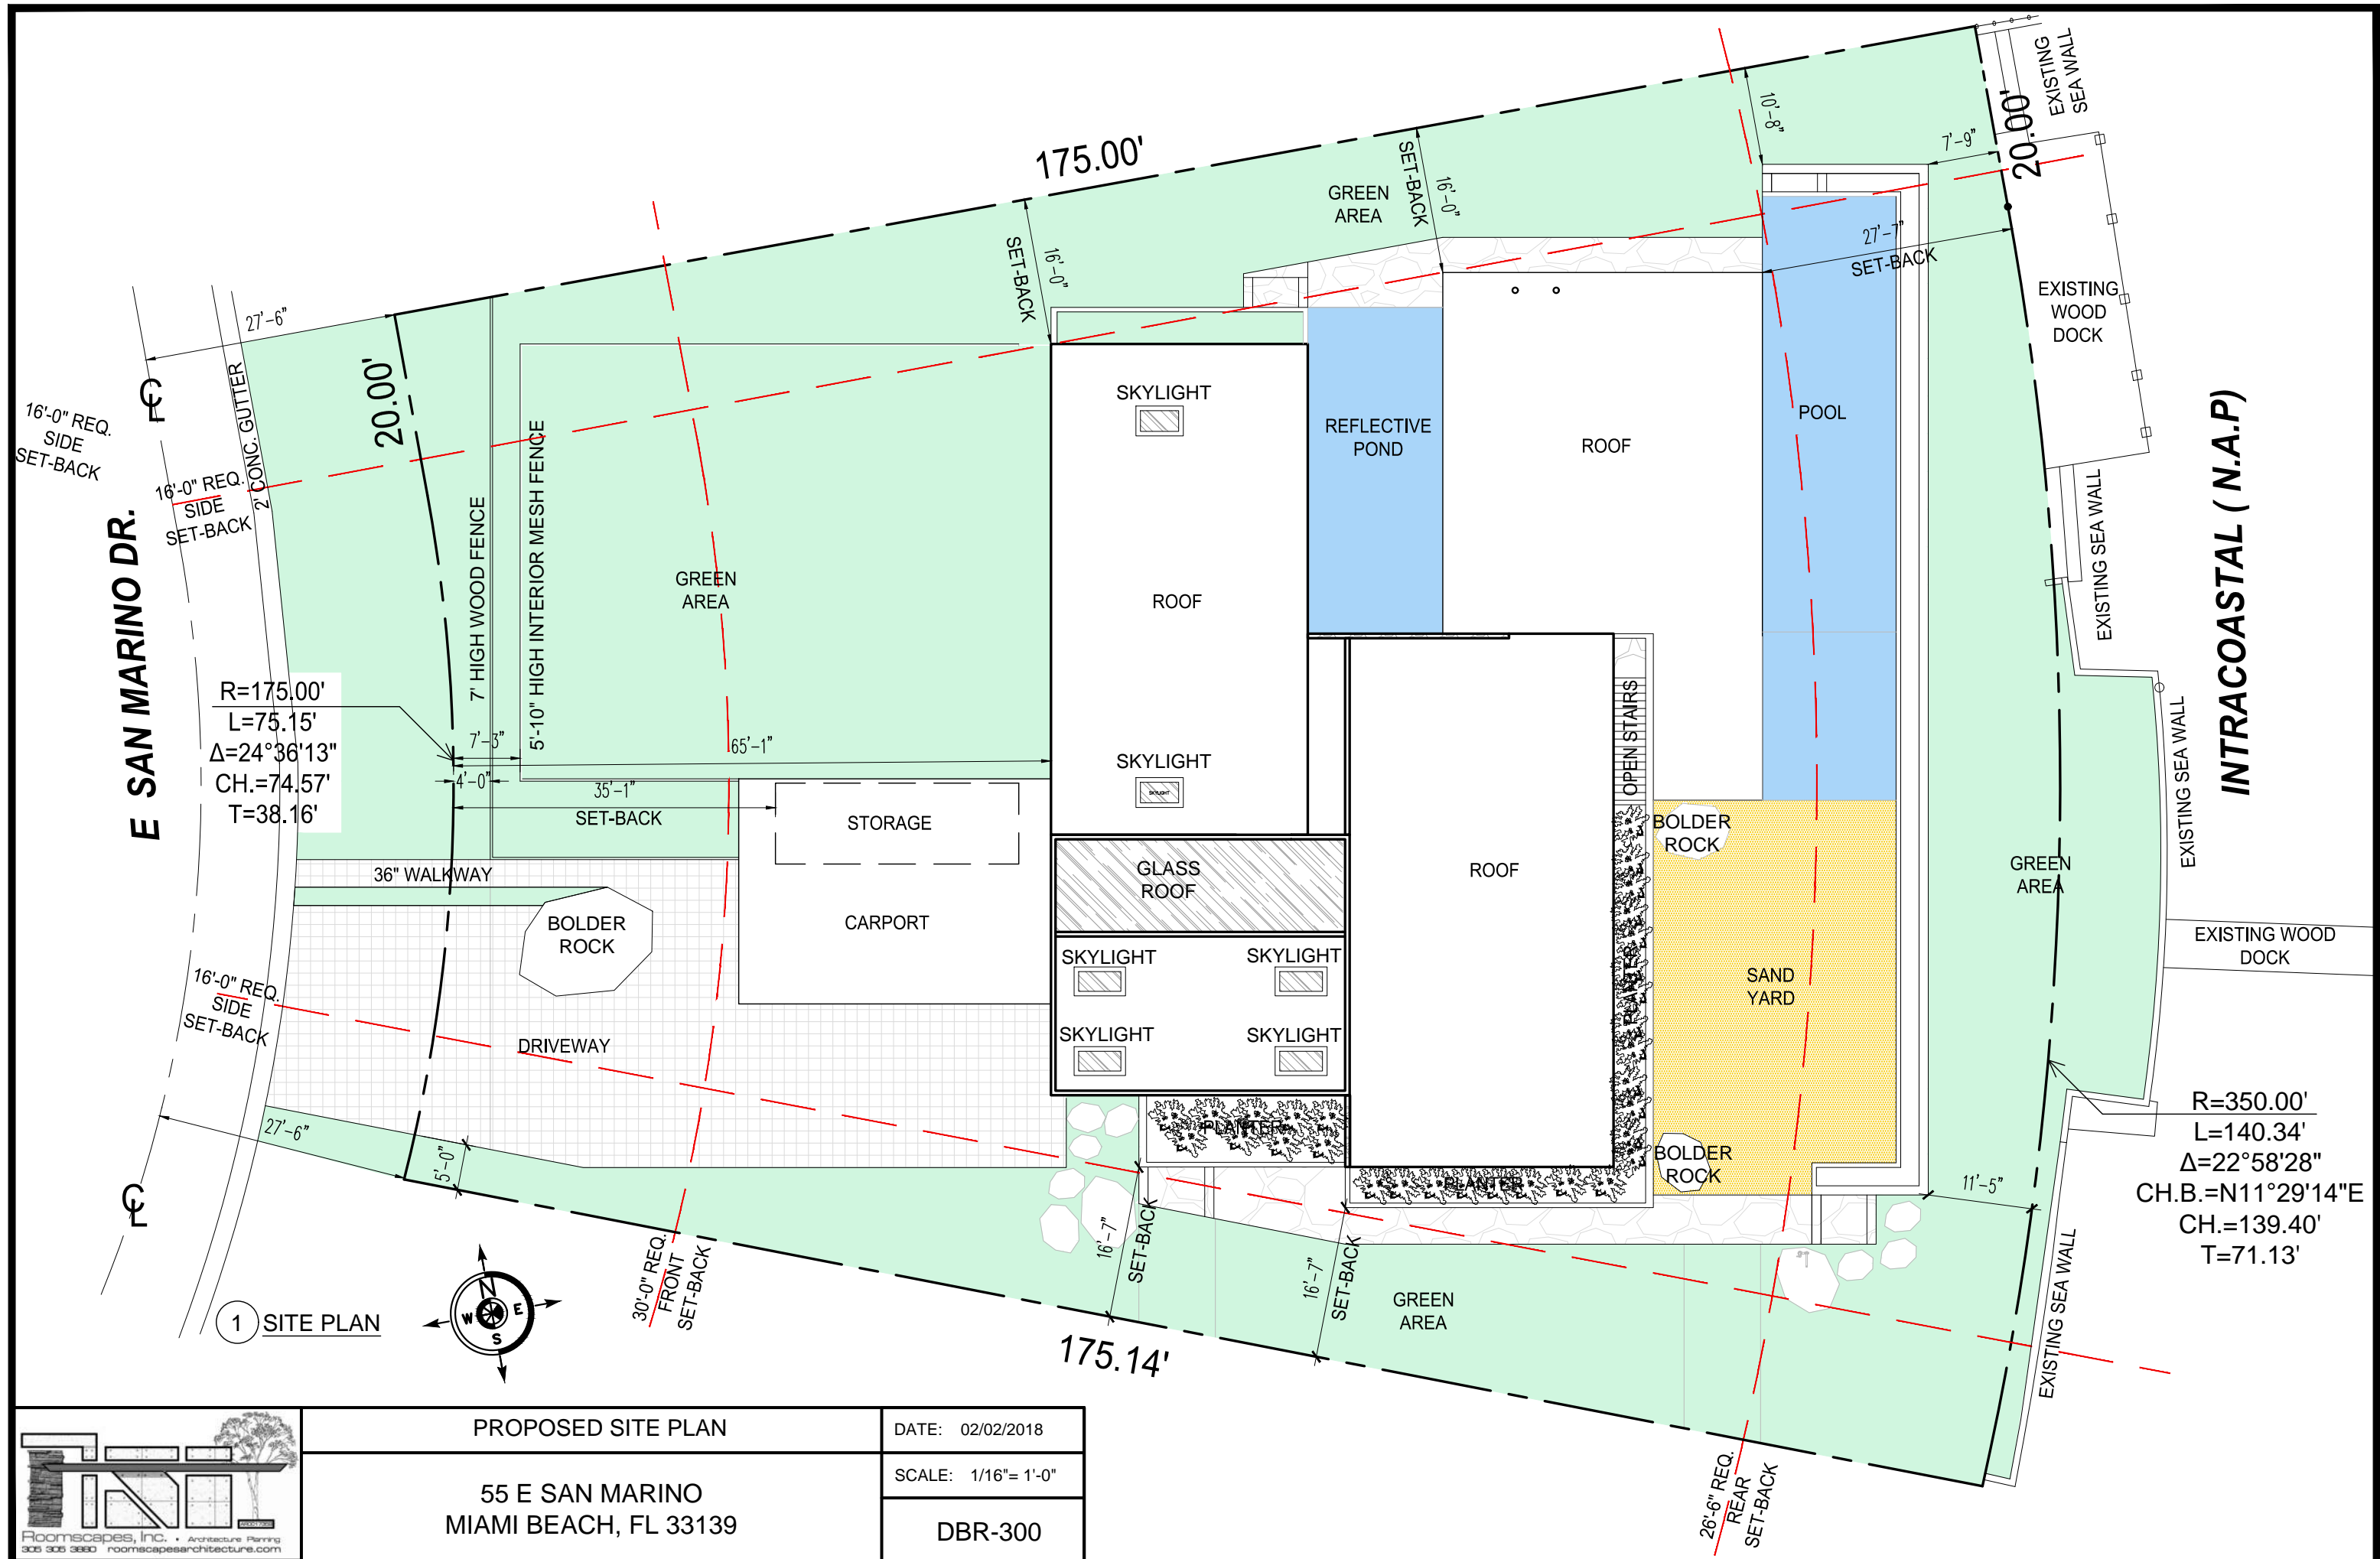 175.00'
EXISTING
SEA WALL
20.00'
10'-8"
7'-9"
GREEN
AREA
SET-BACK
16'-0"
SET-BACK
16'-0"
27'-7"
SET-BACK
EXISTING
WOOD
DOCK
27'-6"
20.00'
2' CONC. GUTTER
16'-0" REQ.
SIDE
SET-BACK
16'-0" REQ.
SIDE
SET-BACK
E SAN MARINO DR.
7' HIGH WOOD FENCE
5'-10" HIGH INTERIOR MESH FENCE
GREEN
AREA
SKYLIGHT
REFLECTIVE
POND
ROOF
POOL
ROOF
INTRACOASTAL ( N.A.P)
EXISTING SEA WALL
EXISTING SEA WALL
R=175.00'
L=75.15'
Δ=24°36'13"
CH.=74.57'
T=38.16'
7'-3"
4'-0"
65'-1"
35'-1"
SET-BACK
SKYLIGHT
SKYLIGHT
OPEN STAIRS
STORAGE
BOLDER
ROCK
36" WALKWAY
GLASS
ROOF
ROOF
GREEN
AREA
BOLDER
ROCK
CARPORT
EXISTING WOOD
DOCK
SKYLIGHT
SKYLIGHT
PLANTER
SAND
YARD
16'-0" REQ.
SIDE
SET-BACK
DRIVEWAY
SKYLIGHT
SKYLIGHT
R=350.00'
L=140.34'
Δ=22°58'28"
CH.B.=N11°29'14"E
CH.=139.40'
T=71.13'
27'-6"
5'-0"
PLANTER
PLANTER
BOLDER
ROCK
11'-5"
16'-7"
SET-BACK
16'-7"
SET-BACK
30'-0" REQ.
FRONT
SET-BACK
GREEN
AREA
EXISTING SEA WALL
N
E
S
W
1 SITE PLAN
175.14'
26'-6" REQ.
REAR
SET-BACK
PROPOSED SITE PLAN
DATE: 02/02/2018
SCALE: 1/16"= 1'-0"
55 E SAN MARINO
MIAMI BEACH, FL 33139
DBR-300
Roomscapes, Inc. • Architecture Planning
305 305 3880 roomscapesarchitecture.com